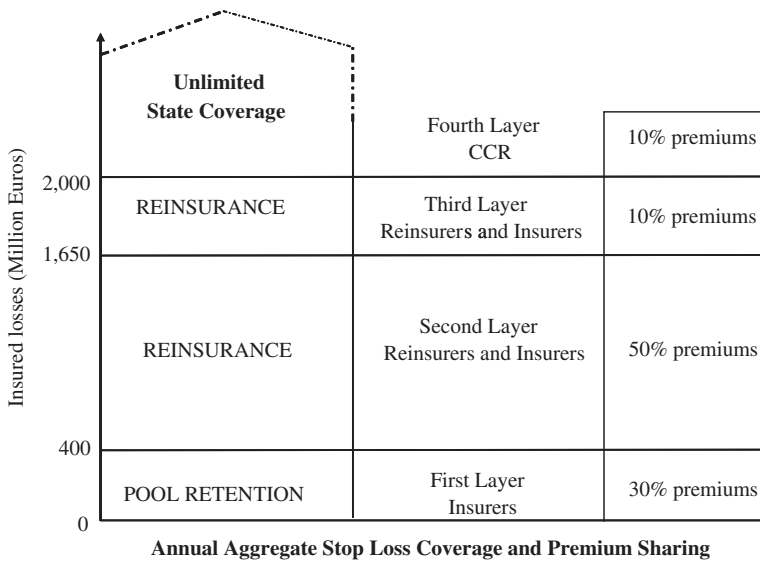 Unlimited
State Coverage
Fourth Layer
CCR
10% premiums
2,000
REINSURANCE
Third Layer
Reinsurers and Insurers
10% premiums
1,650
REINSURANCE
Second Layer
Reinsurers and Insurers
50% premiums
400
POOL RETENTION
First Layer
Insurers
30% premiums
0
Insured losses (Million Euros)
Annual Aggregate Stop Loss Coverage and Premium Sharing